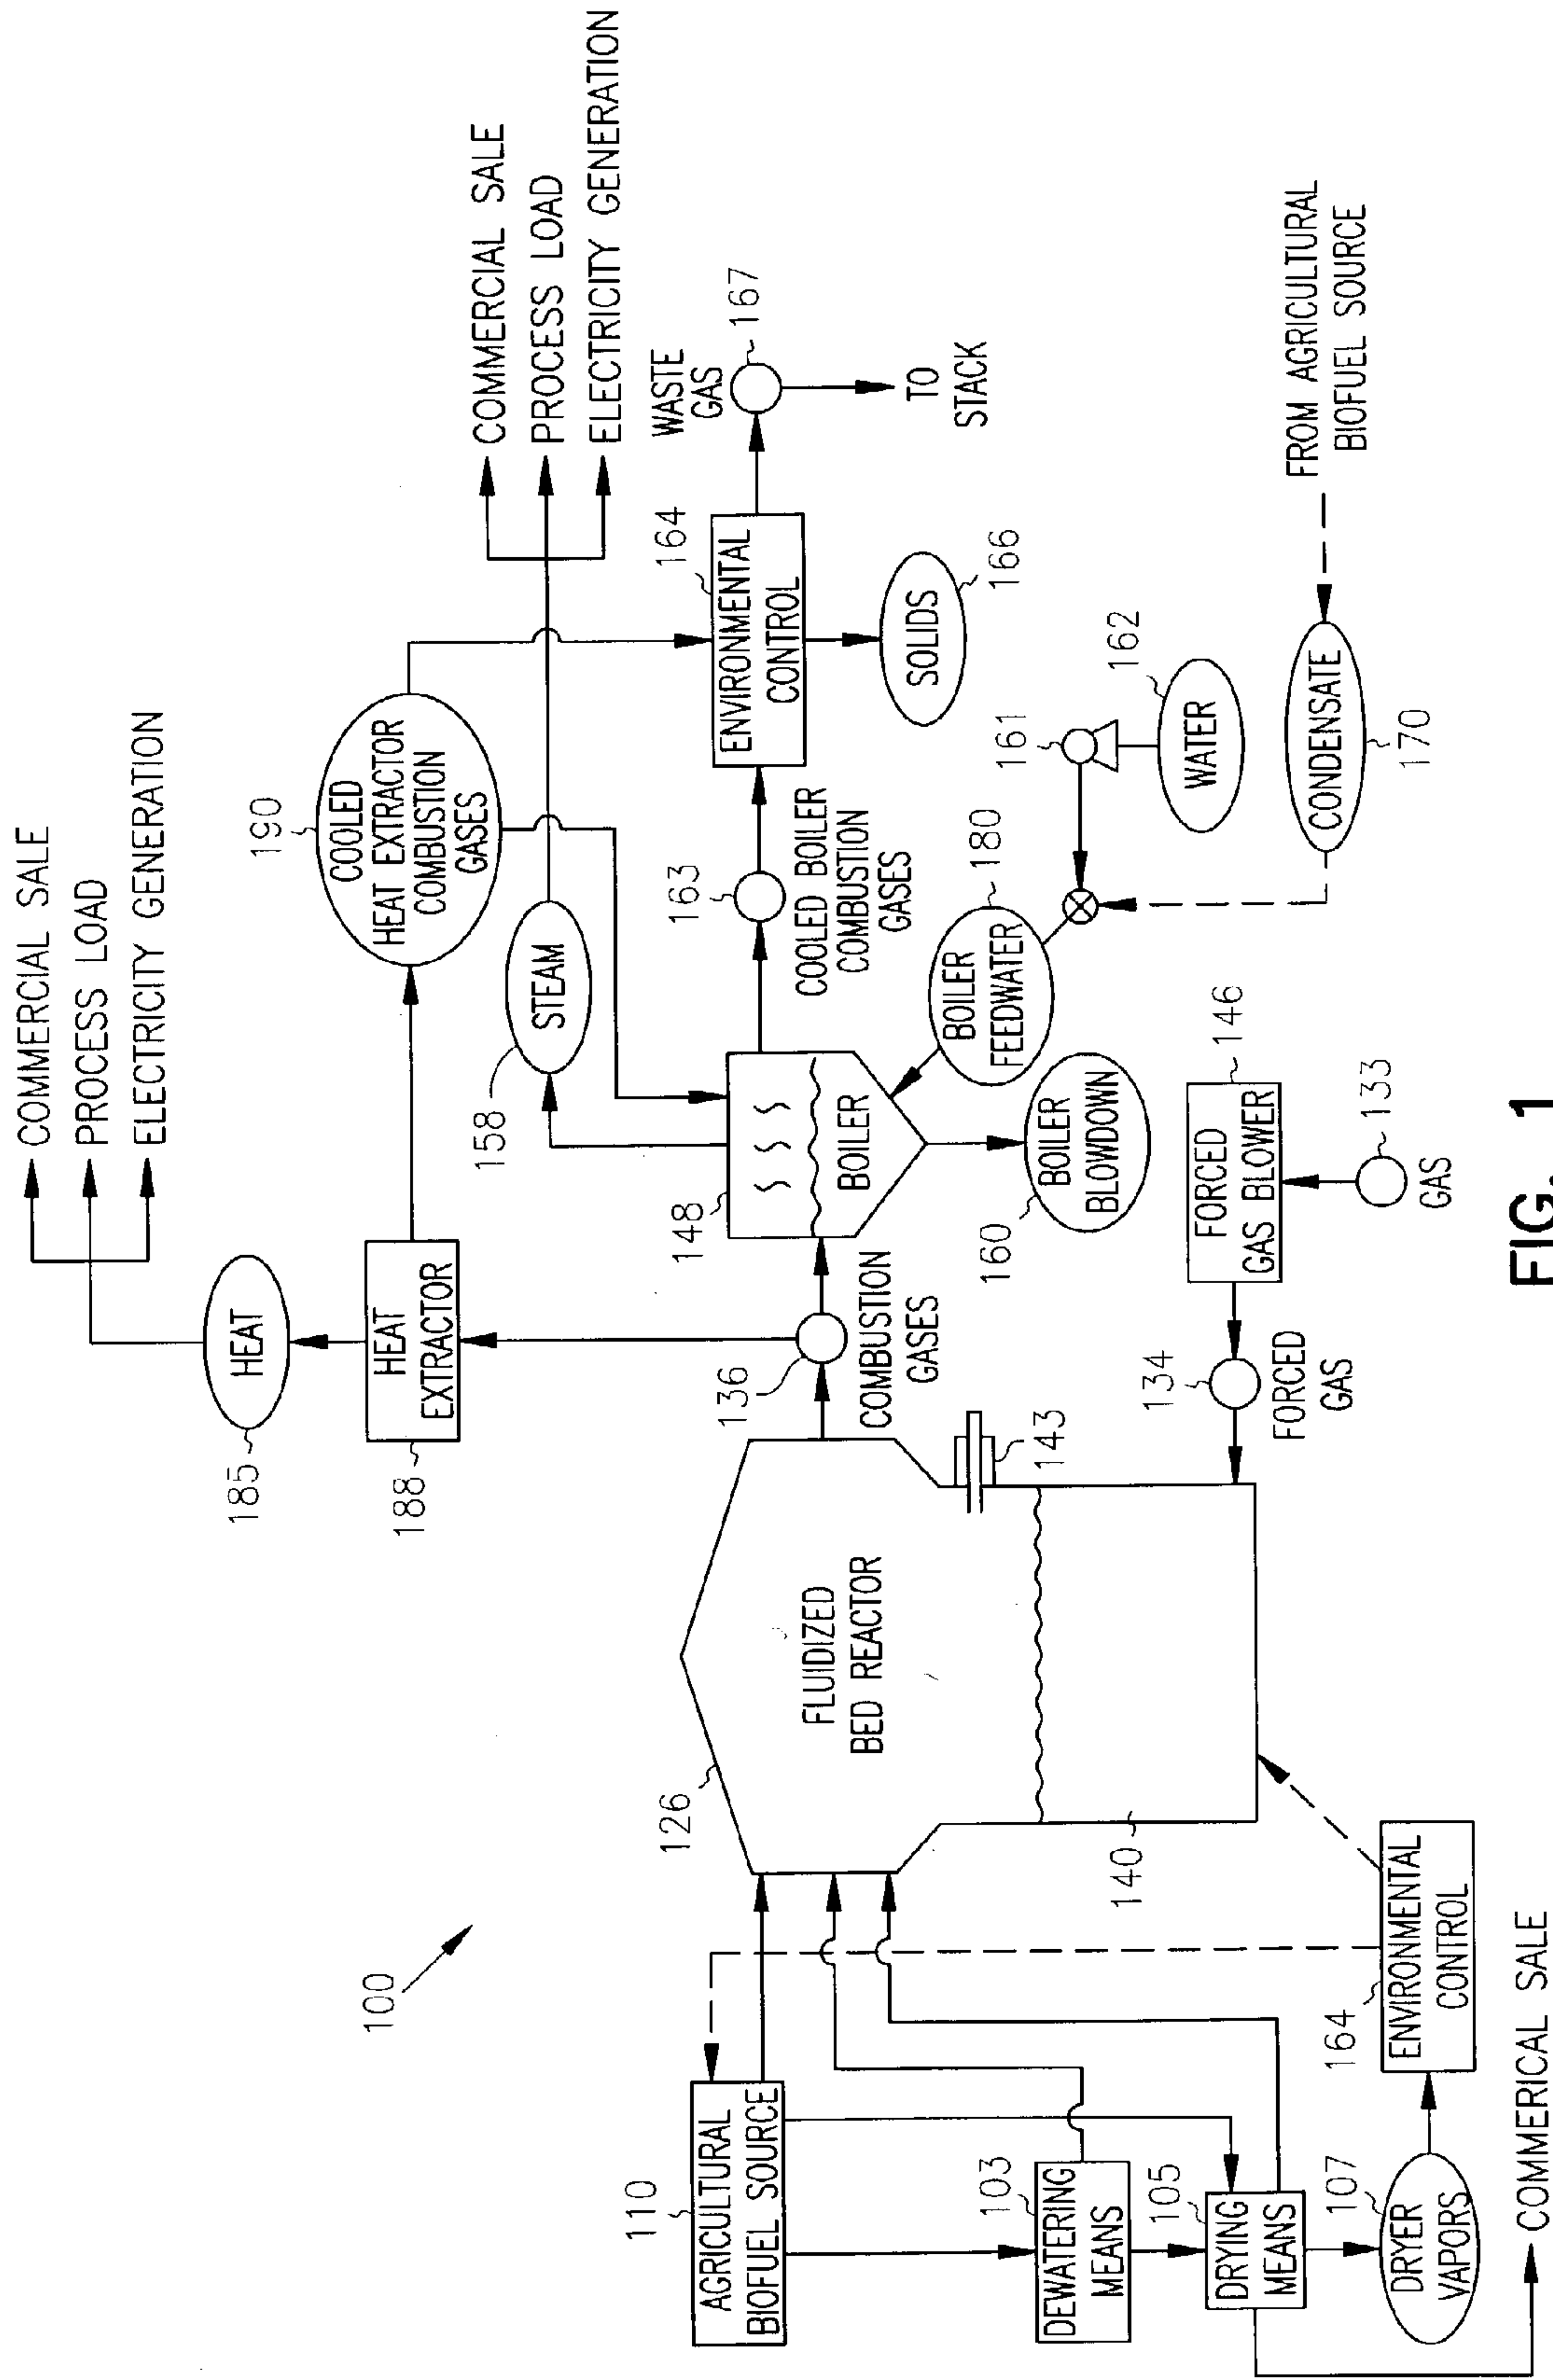 COMMERCIAL SALE
PROCESS LOAD
ELECTRICITY GENERATION
185
HEAT
188
HEAT
EXTRACTOR
190
COOLED
HEAT EXTRACTOR
COMBUSTION
GASES
COMMERCIAL SALE
PROCESS LOAD
ELECTRICITY GENERATION
158
STEAM
100
110
AGRICULTURAL
BIOFUEL SOURCE
126
FLUIDIZED
BED REACTOR
136
COMBUSTION
GASES
148
BOILER
163
COOLED BOILER
COMBUSTION
GASES
164
ENVIRONMENTAL
CONTROL
WASTE
GAS
167
TO
STACK
SOLIDS
166
103
DEWATERING
MEANS
140
143
160
BOILER
BLOWDOWN
BOILER
FEEDWATER
180
161
WATER
162
105
DRYING
MEANS
107
DRYER
VAPORS
164
ENVIRONMENTAL
CONTROL
134
FORCED
GAS
FORCED
GAS BLOWER
146
133
GAS
CONDENSATE
170
FROM AGRICULTURAL
BIOFUEL SOURCE
COMMERICAL SALE
FIG. 1